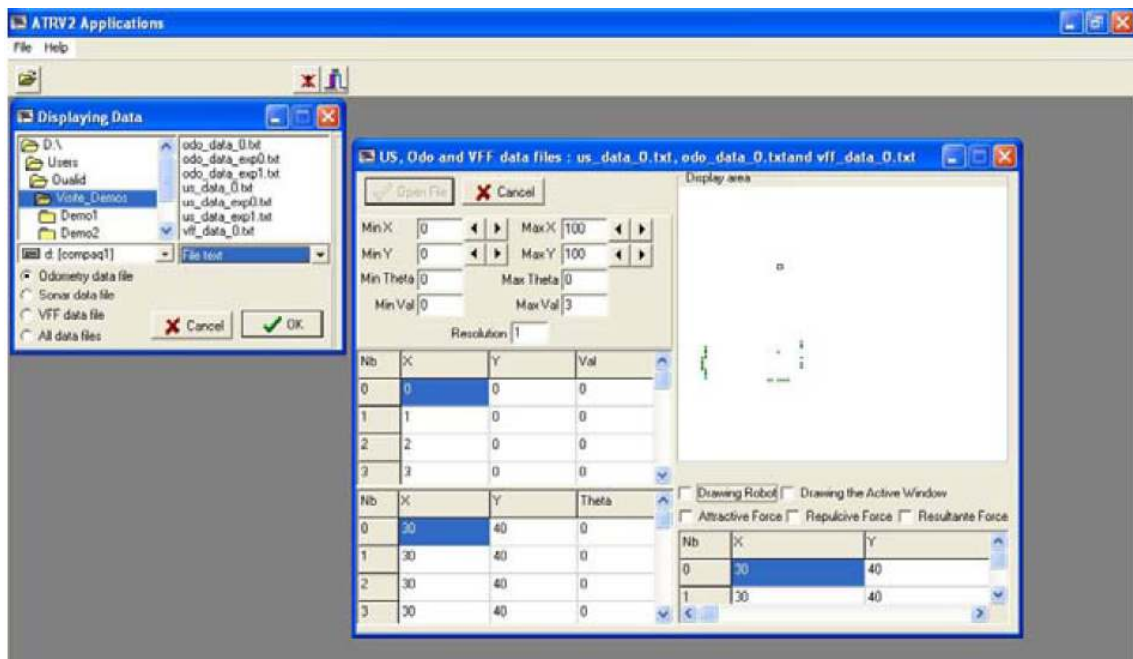 ATRV2 Applications
File Help
Displaying Data
D:\
Users
Oualid
Visite_Demos
Demo1
Demo2
odo_data_0.txt
odo_data_exp0.txt
odo_data_exp1.txt
us_data_0.txt
us_data_exp0.txt
us_data_exp1.txt
vff_data_0.txt
d: [compaq1]
File text
Odometry data file
Sonar data file
VFF data file
All data files
Cancel
OK
US, Odo and VFF data files : us_data_0.txt, odo_data_0.txtand vff_data_0.txt
Open File
Cancel
Min X 0 Max X 100
Min Y 0 Max Y 100
Min Theta 0 Max Theta 0
Min Val 0 Max Val 3
Resolution 1
Nb X Y Val
0 0 0 0
1 1 0 0
2 2 0 0
3 3 0 0
Nb X Y Theta
0 30 40 0
1 30 40 0
2 30 40 0
3 30 40 0
Display area
Drawing Robot Drawing the Active Window
Attractive Force Repulcive Force Resultante Force
Nb X Y
0 30 40
1 30 40